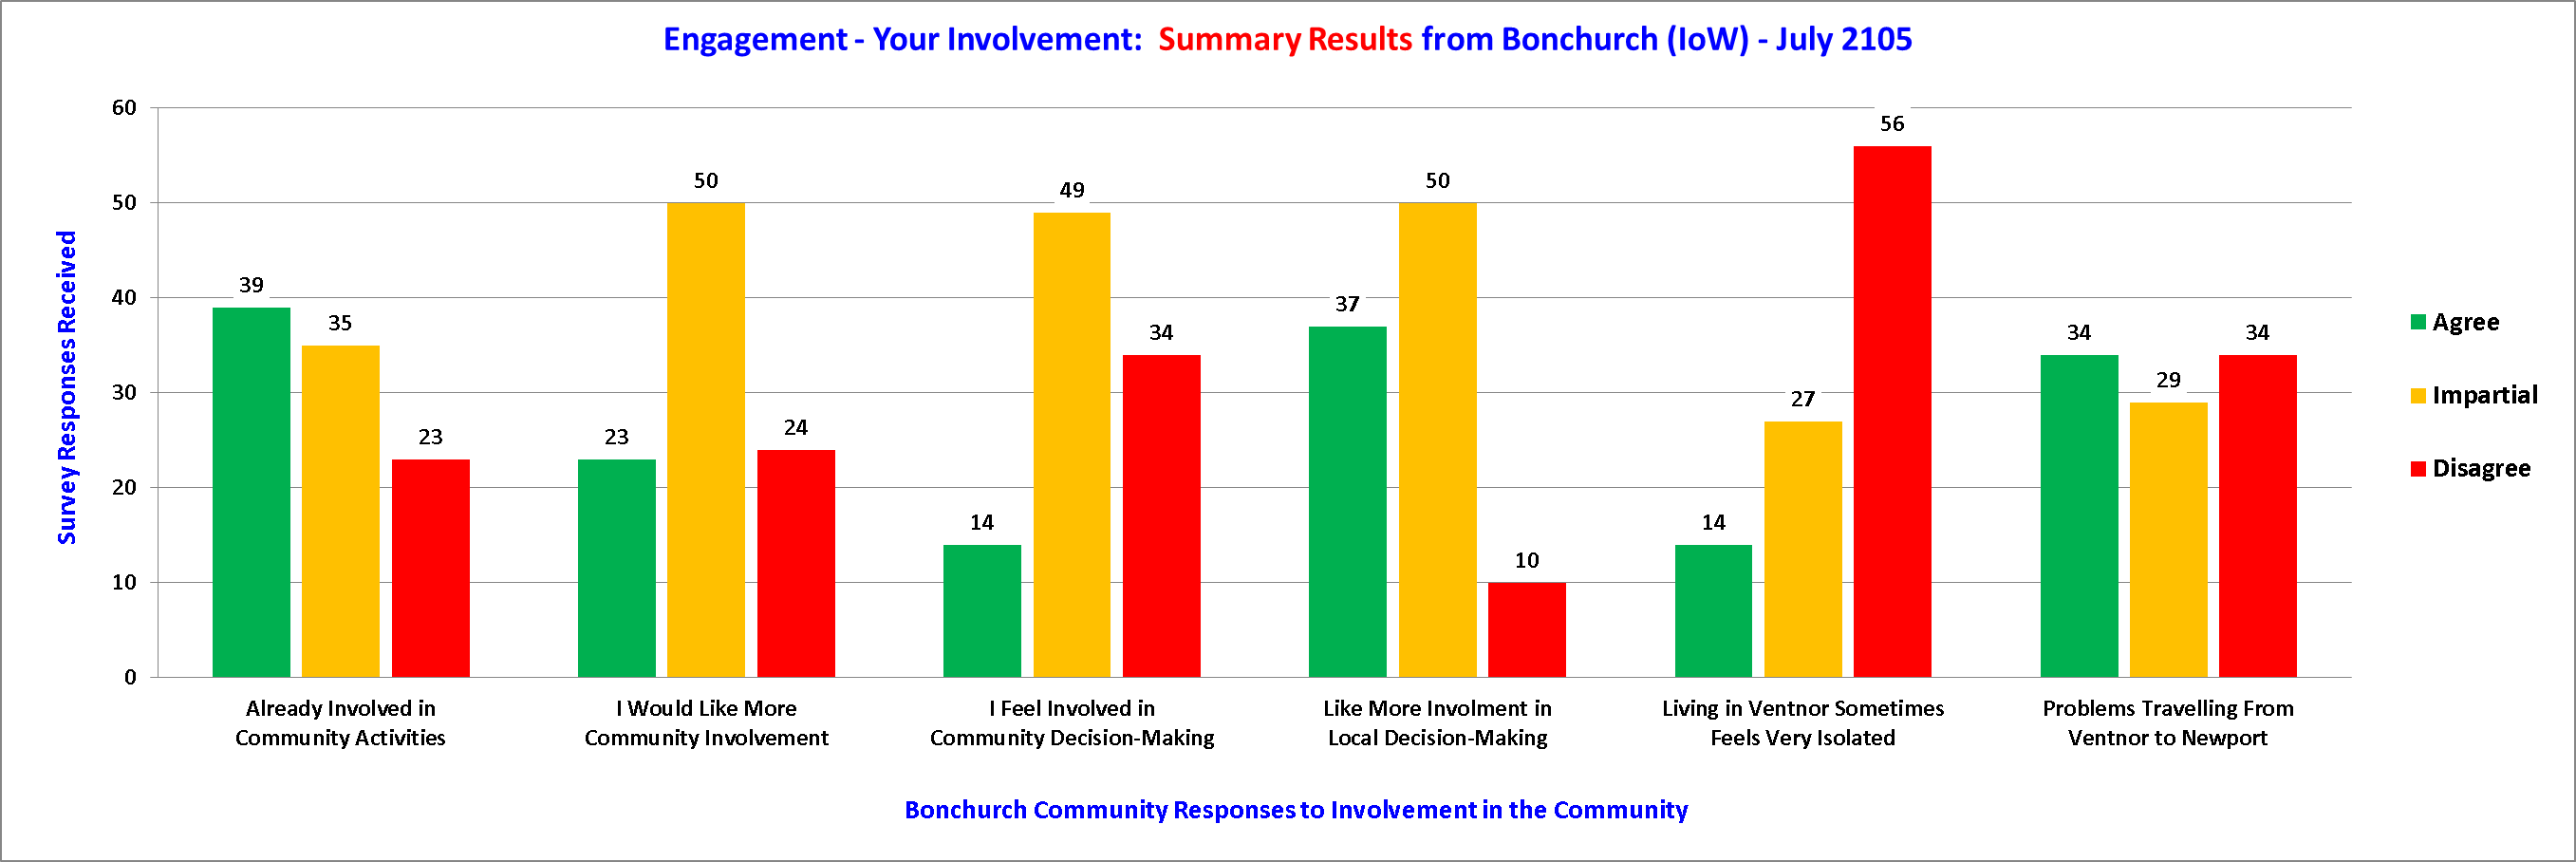 Engagement - Your Involvement: Summary Results from Bonchurch (IoW) - July 2105
Survey Responses Received
60
50
40
30
20
10
0
39
35
23
23
50
24
14
49
34
37
50
10
14
27
56
34
29
34
Already Involved in
Community Activities
I Would Like More
Community Involvement
I Feel Involved in
Community Decision-Making
Like More Involment in
Local Decision-Making
Living in Ventnor Sometimes
Feels Very Isolated
Problems Travelling From
Ventnor to Newport
Bonchurch Community Responses to Involvement in the Community
Agree
Impartial
Disagree